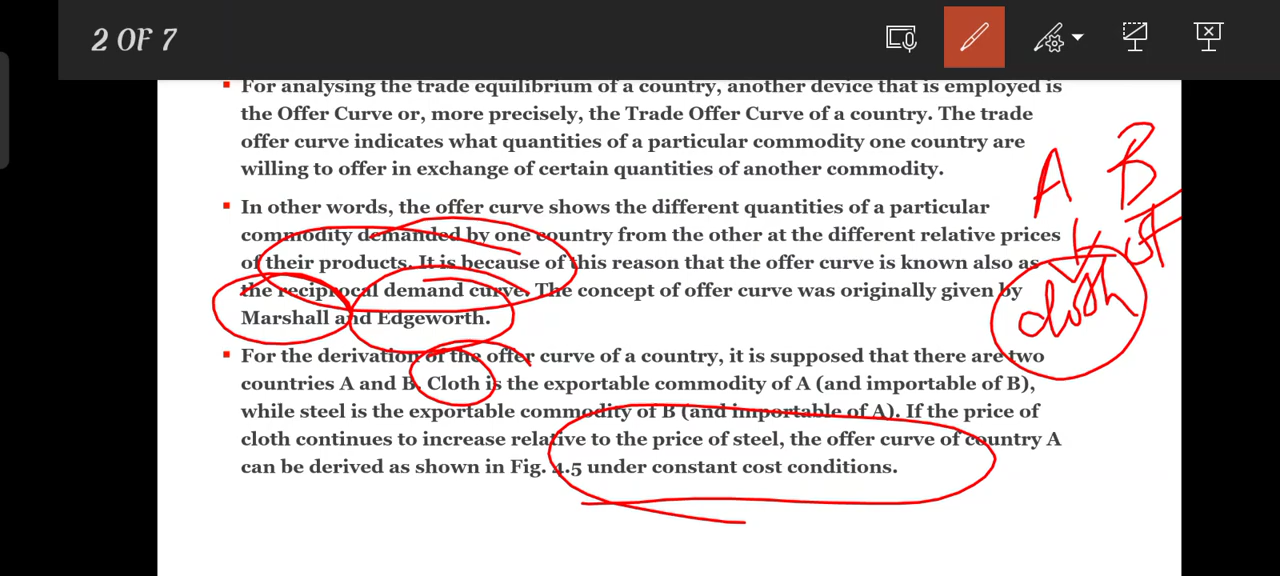 2 OF 7
▪ For analysing the trade equilibrium of a country, another device that is employed is
the Offer Curve or, more precisely, the Trade Offer Curve of a country. The trade
offer curve indicates what quantities of a particular commodity one country are
willing to offer in exchange of certain quantities of another commodity.
▪ In other words, the offer curve shows the different quantities of a particular
commodity demanded by one country from the other at the different relative prices
of their products. It is because of this reason that the offer curve is known also as
the reciprocal demand curve. The concept of offer curve was originally given by
Marshall and Edgeworth.
▪ For the derivation of the offer curve of a country, it is supposed that there are two
countries A and B. Cloth is the exportable commodity of A (and importable of B),
while steel is the exportable commodity of B (and importable of A). If the price of
cloth continues to increase relative to the price of steel, the offer curve of country A
can be derived as shown in Fig. 4.5 under constant cost conditions.
A B